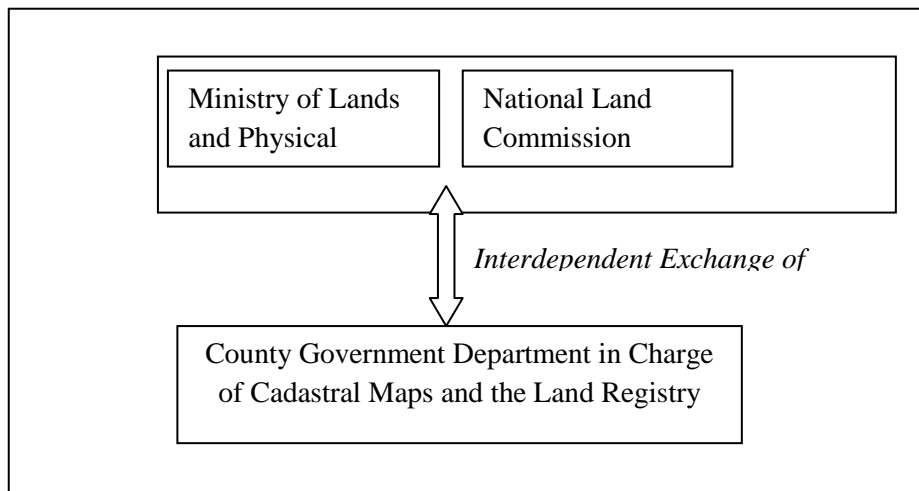 Ministry of Lands
and Physical
National Land
Commission
Interdependent Exchange of
County Government Department in Charge
of Cadastral Maps and the Land Registry